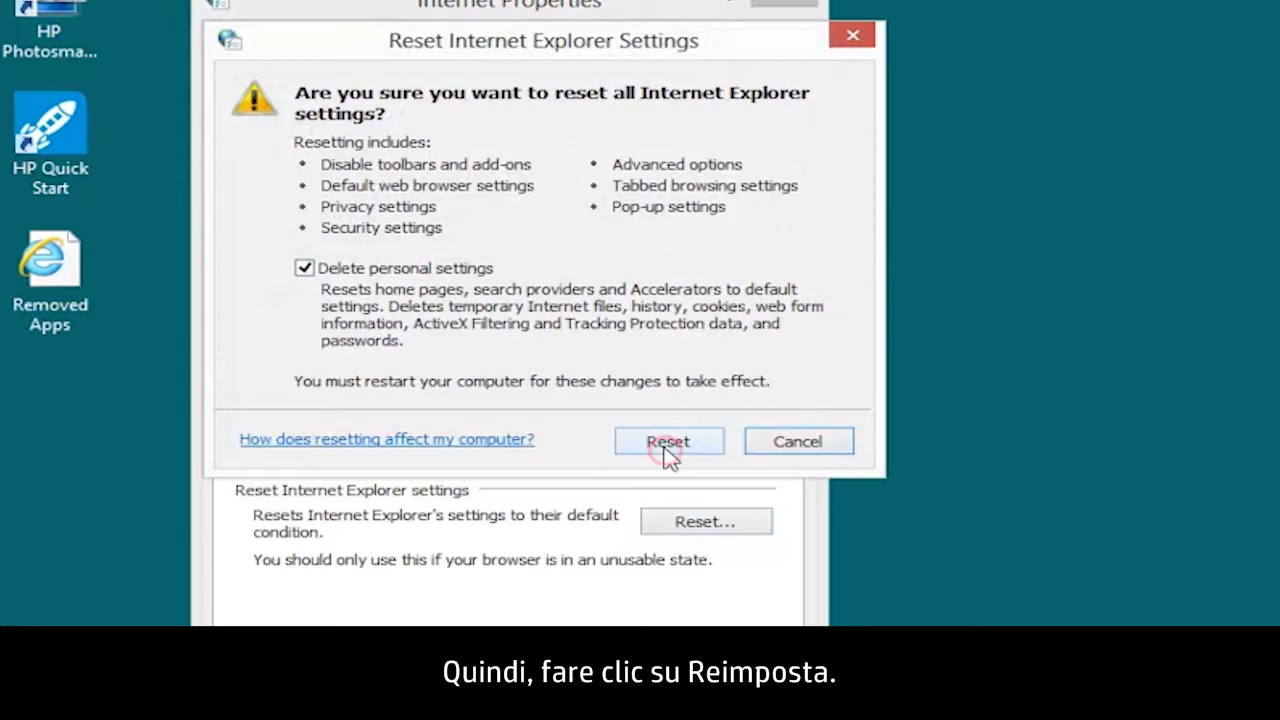 Internet Properties
HP
Photosma...
Reset Internet Explorer Settings
Are you sure you want to reset all Internet Explorer
settings?
Resetting includes:
• Disable toolbars and add-ons
• Advanced options
• Default web browser settings
• Tabbed browsing settings
• Privacy settings
• Pop-up settings
• Security settings
HP Quick
Start
Delete personal settings
Resets home pages, search providers and Accelerators to default
settings. Deletes temporary Internet files, history, cookies, web form
information, ActiveX Filtering and Tracking Protection data, and
passwords.
Removed
Apps
You must restart your computer for these changes to take effect.
How does resetting affect my computer?
Reset
Cancel
Reset Internet Explorer settings
Resets Internet Explorer's settings to their default
condition.
Reset...
You should only use this if your browser is in an unusable state.
Quindi, fare clic su Reimposta.